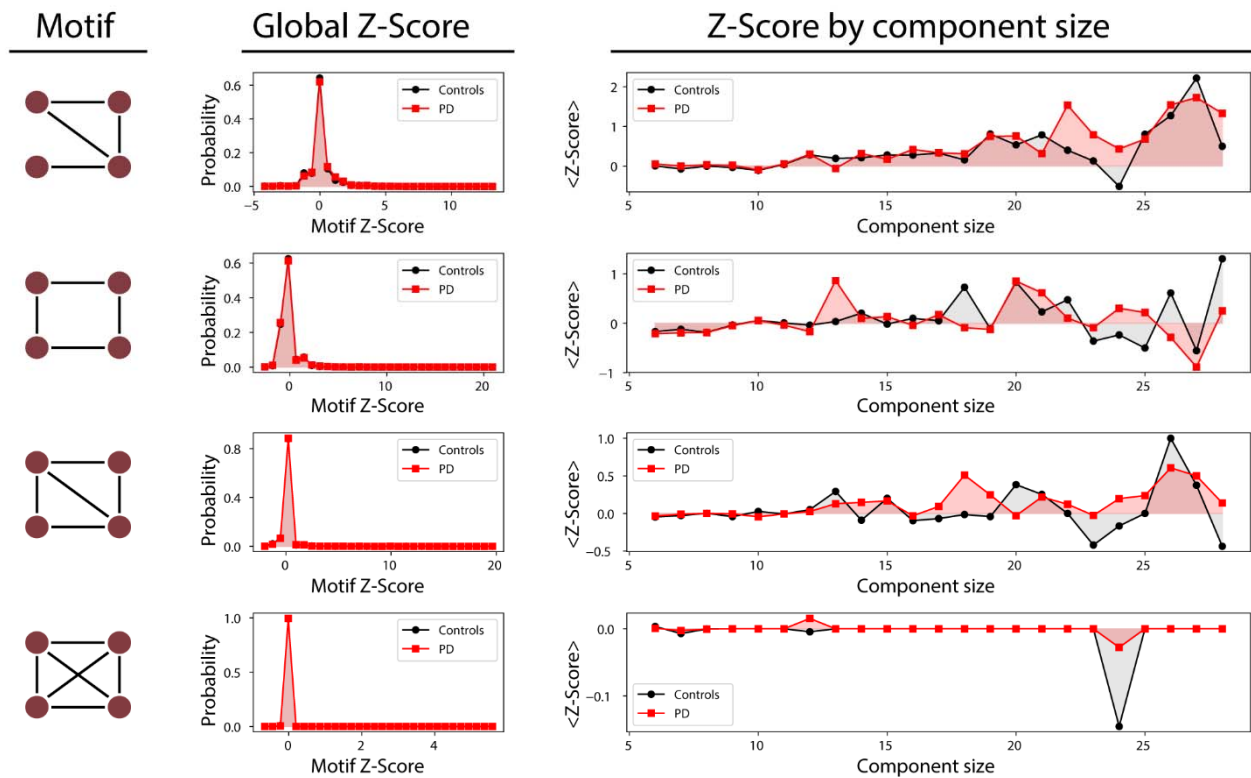 Motif
Global Z-Score
Z-Score by component size
Probability
0.6
0.4
0.2
0.0
Controls
PD
−5
0
5
10
Motif Z-Score
<Z-Score>
2
1
0
Controls
PD
5
10
15
20
25
Component size
Probability
0.6
0.4
0.2
0.0
Controls
PD
0
10
20
Motif Z-Score
<Z-Score>
1
0
−1
Controls
PD
5
10
15
20
25
Component size
Probability
0.8
0.4
0.0
Controls
PD
0
10
20
Motif Z-Score
<Z-Score>
1.0
0.5
0.0
−0.5
Controls
PD
5
10
15
20
25
Component size
Probability
1.0
0.5
0.0
Controls
PD
0
2
4
Motif Z-Score
<Z-Score>
0.0
−0.1
Controls
PD
5
10
15
20
25
Component size